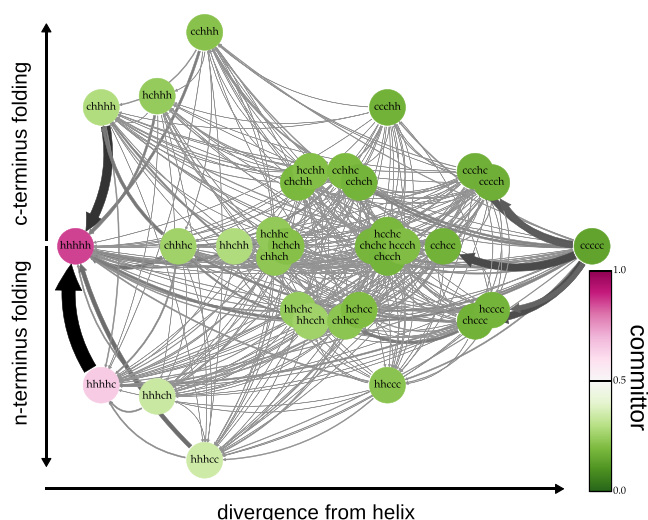 cchhh
hchhh
chhhh
ccchh
c-terminus folding
hcchh
cchhc
ccchc
chchh
cchch
cccch
hchhc
hcchc
hhhhh
chhhc
hhchh
hchch
chchc
hccch
cchcc
ccccc
chhch
chcch
1.0
n-terminus folding
hhchc
hchcc
hcccc
hhcch
chhcc
chccc
committor
0.5
hhhhc
hhccc
hhhch
hhhcc
0.0
divergence from helix